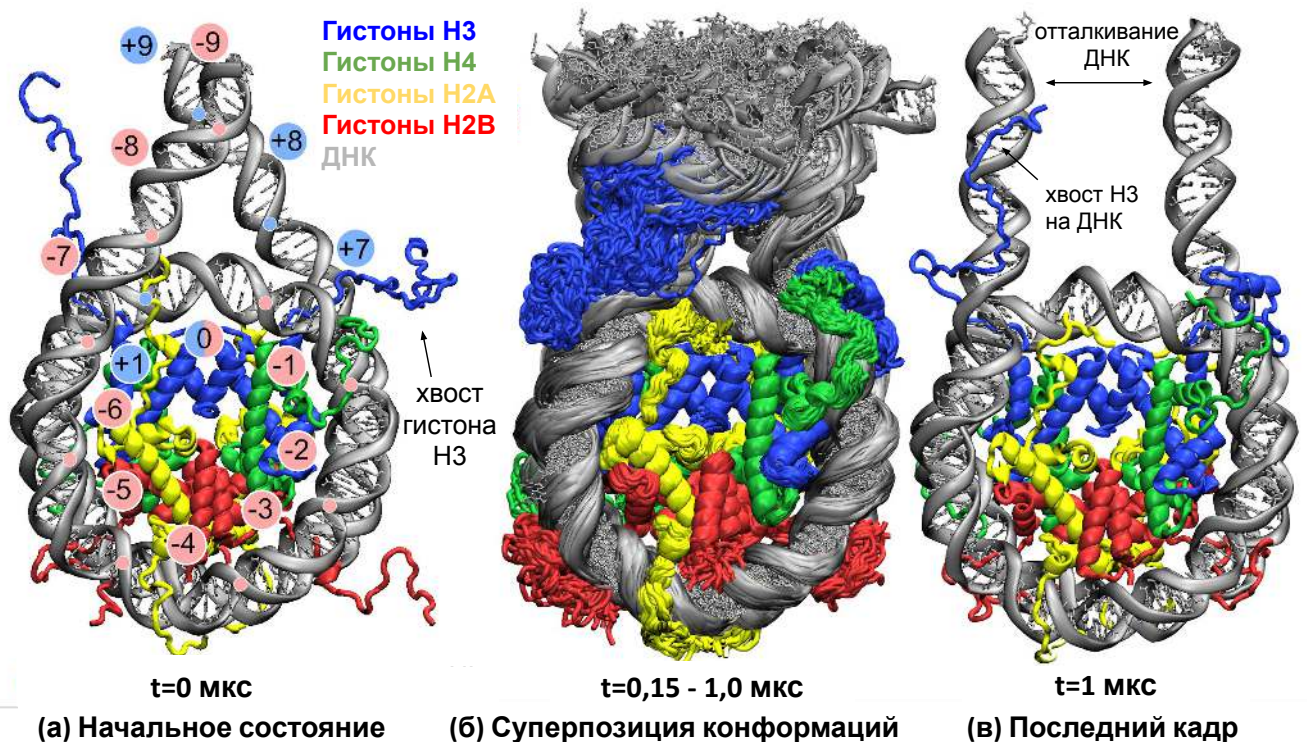 +9
-9
Гистоны H3
Гистоны H4
Гистоны H2A
Гистоны H2B
ДНК
-8
+8
-7
+7
0
+1
-1
-6
-2
-5
-3
-4
хвост
гистона
H3
отталкивание
ДНК
хвост H3
на ДНК
t=0 мкс
t=0,15 - 1,0 мкс
t=1 мкс
(а) Начальное состояние
(б) Суперпозиция конформаций
(в) Последний кадр